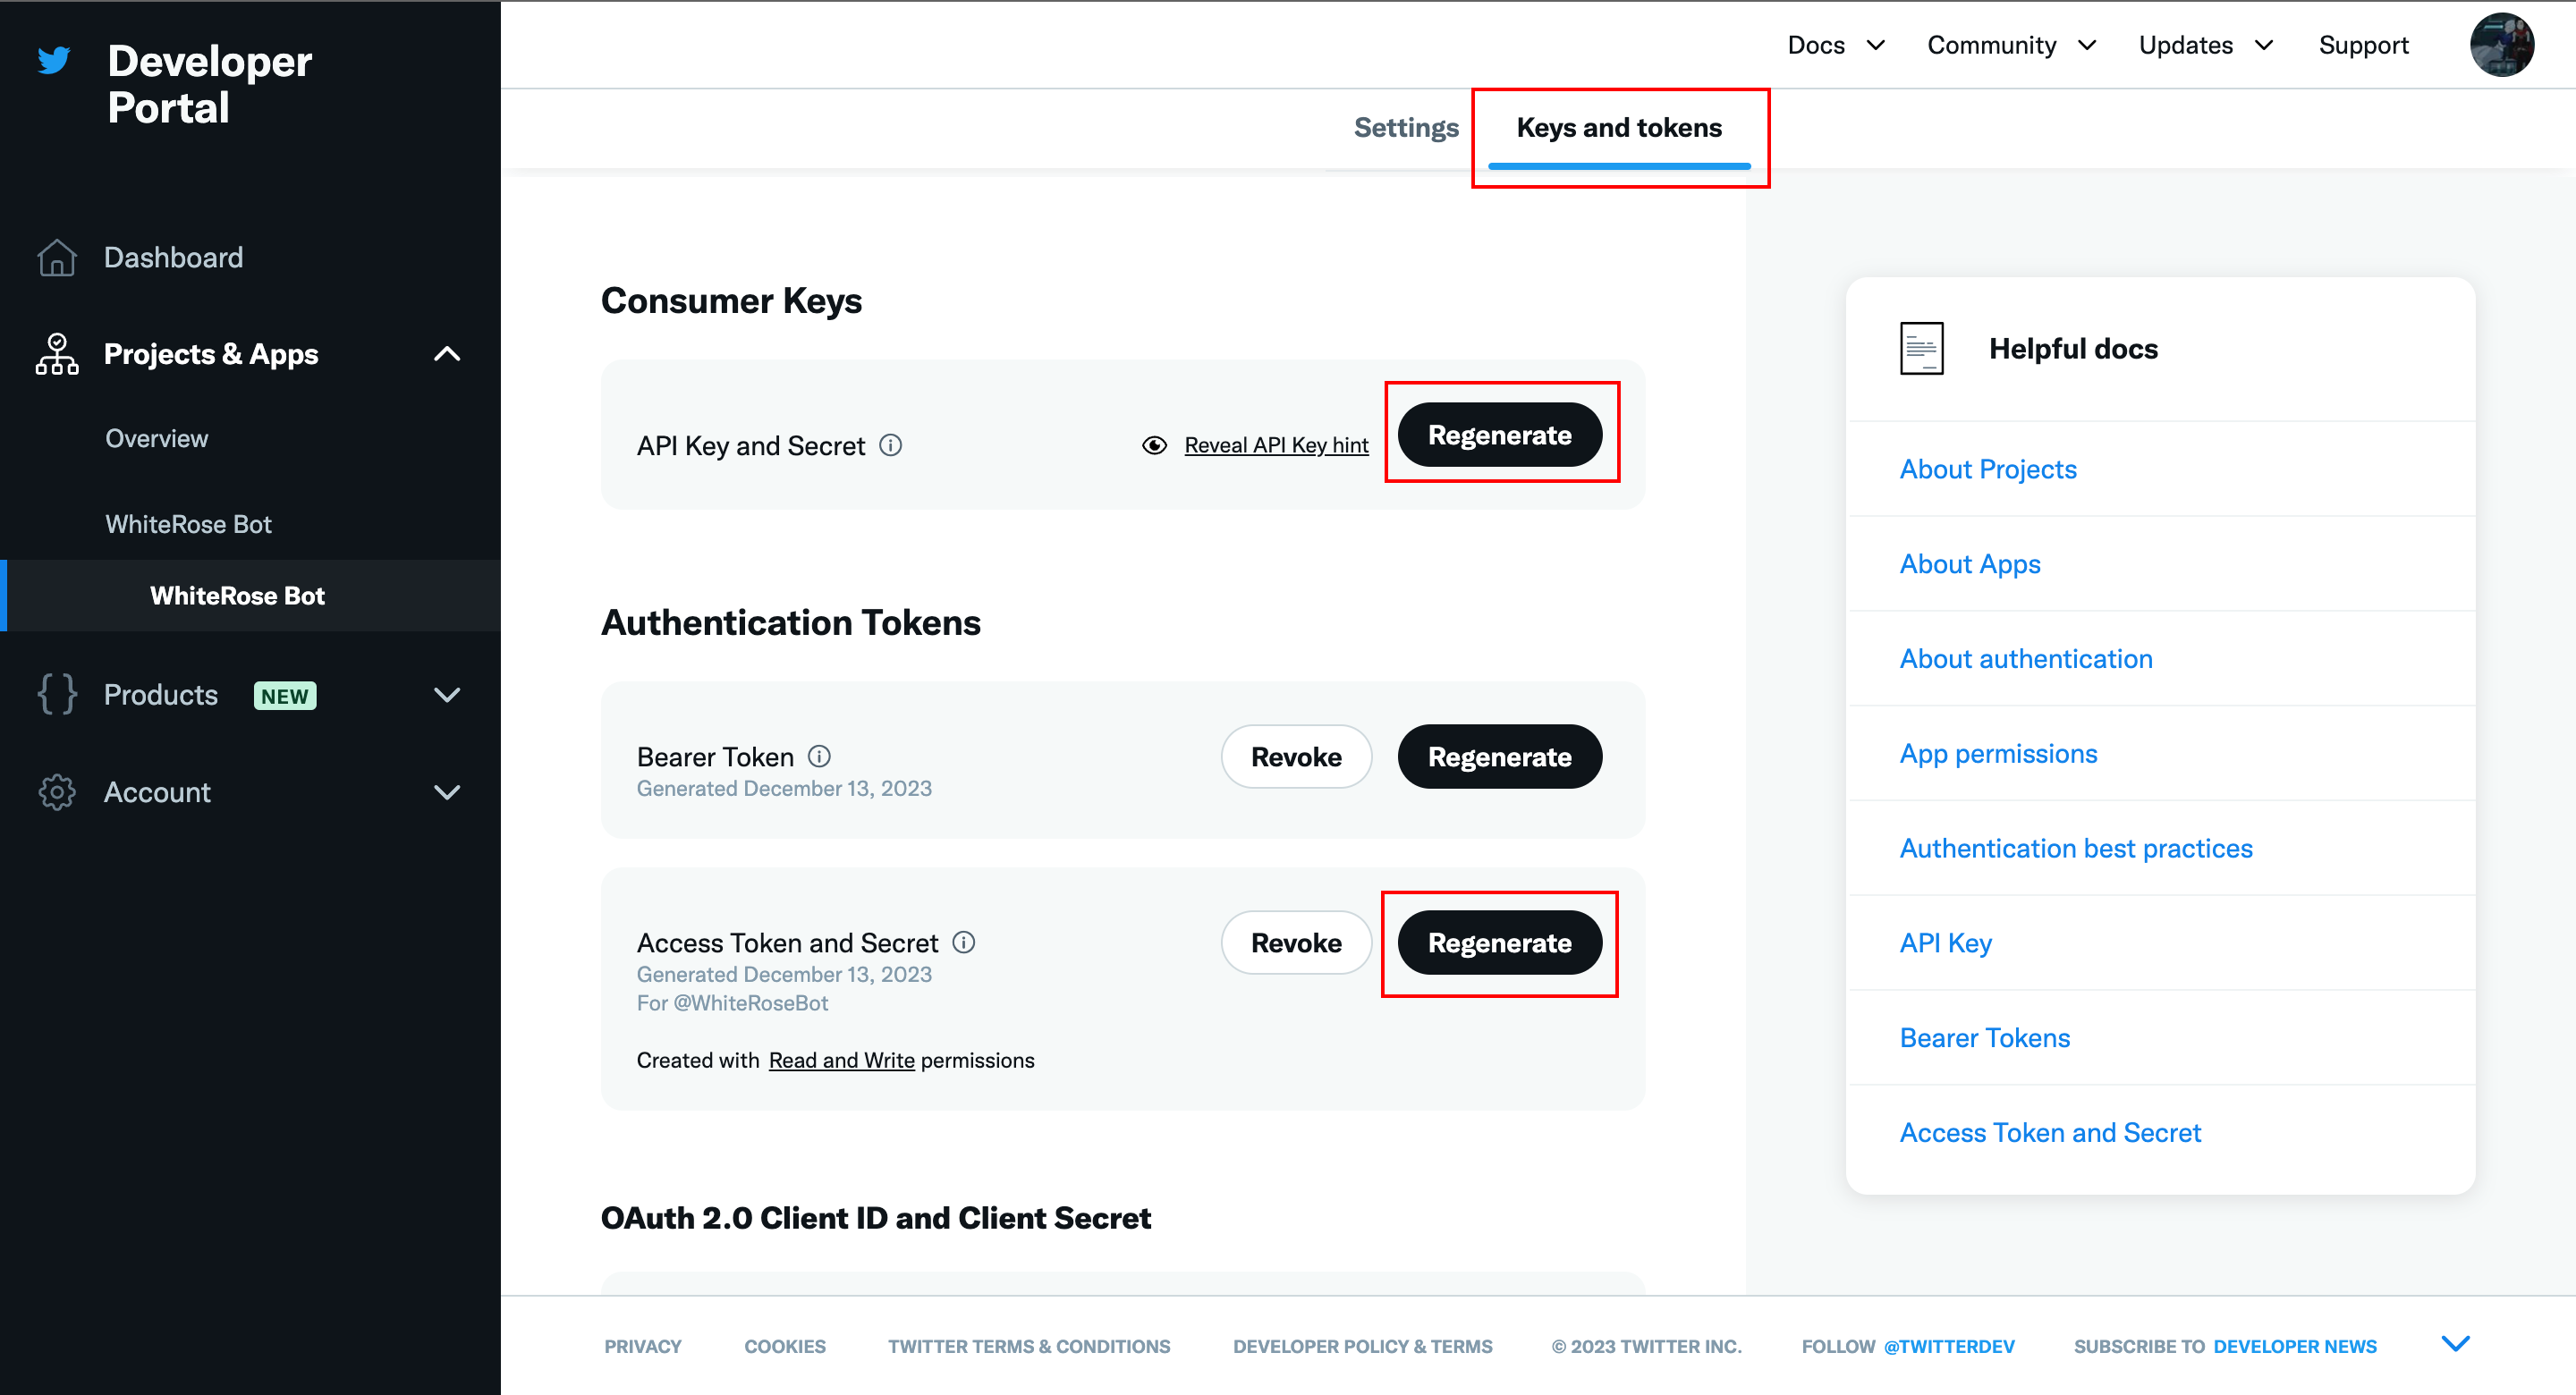 Developer
Portal
Dashboard
Projects & Apps
Overview
WhiteRose Bot
WhiteRose Bot
Products NEW
Account
Docs Community Updates Support
Settings Keys and tokens
Consumer Keys
API Key and Secret Reveal API Key hint Regenerate
Authentication Tokens
Bearer Token Revoke Regenerate
Generated December 13, 2023
Access Token and Secret Revoke Regenerate
Generated December 13, 2023
For @WhiteRoseBot
Created with Read and Write permissions
OAuth 2.0 Client ID and Client Secret
Helpful docs
About Projects
About Apps
About authentication
App permissions
Authentication best practices
API Key
Bearer Tokens
Access Token and Secret
PRIVACY COOKIES TWITTER TERMS & CONDITIONS DEVELOPER POLICY & TERMS © 2023 TWITTER INC. FOLLOW @TWITTERDEV SUBSCRIBE TO DEVELOPER NEWS